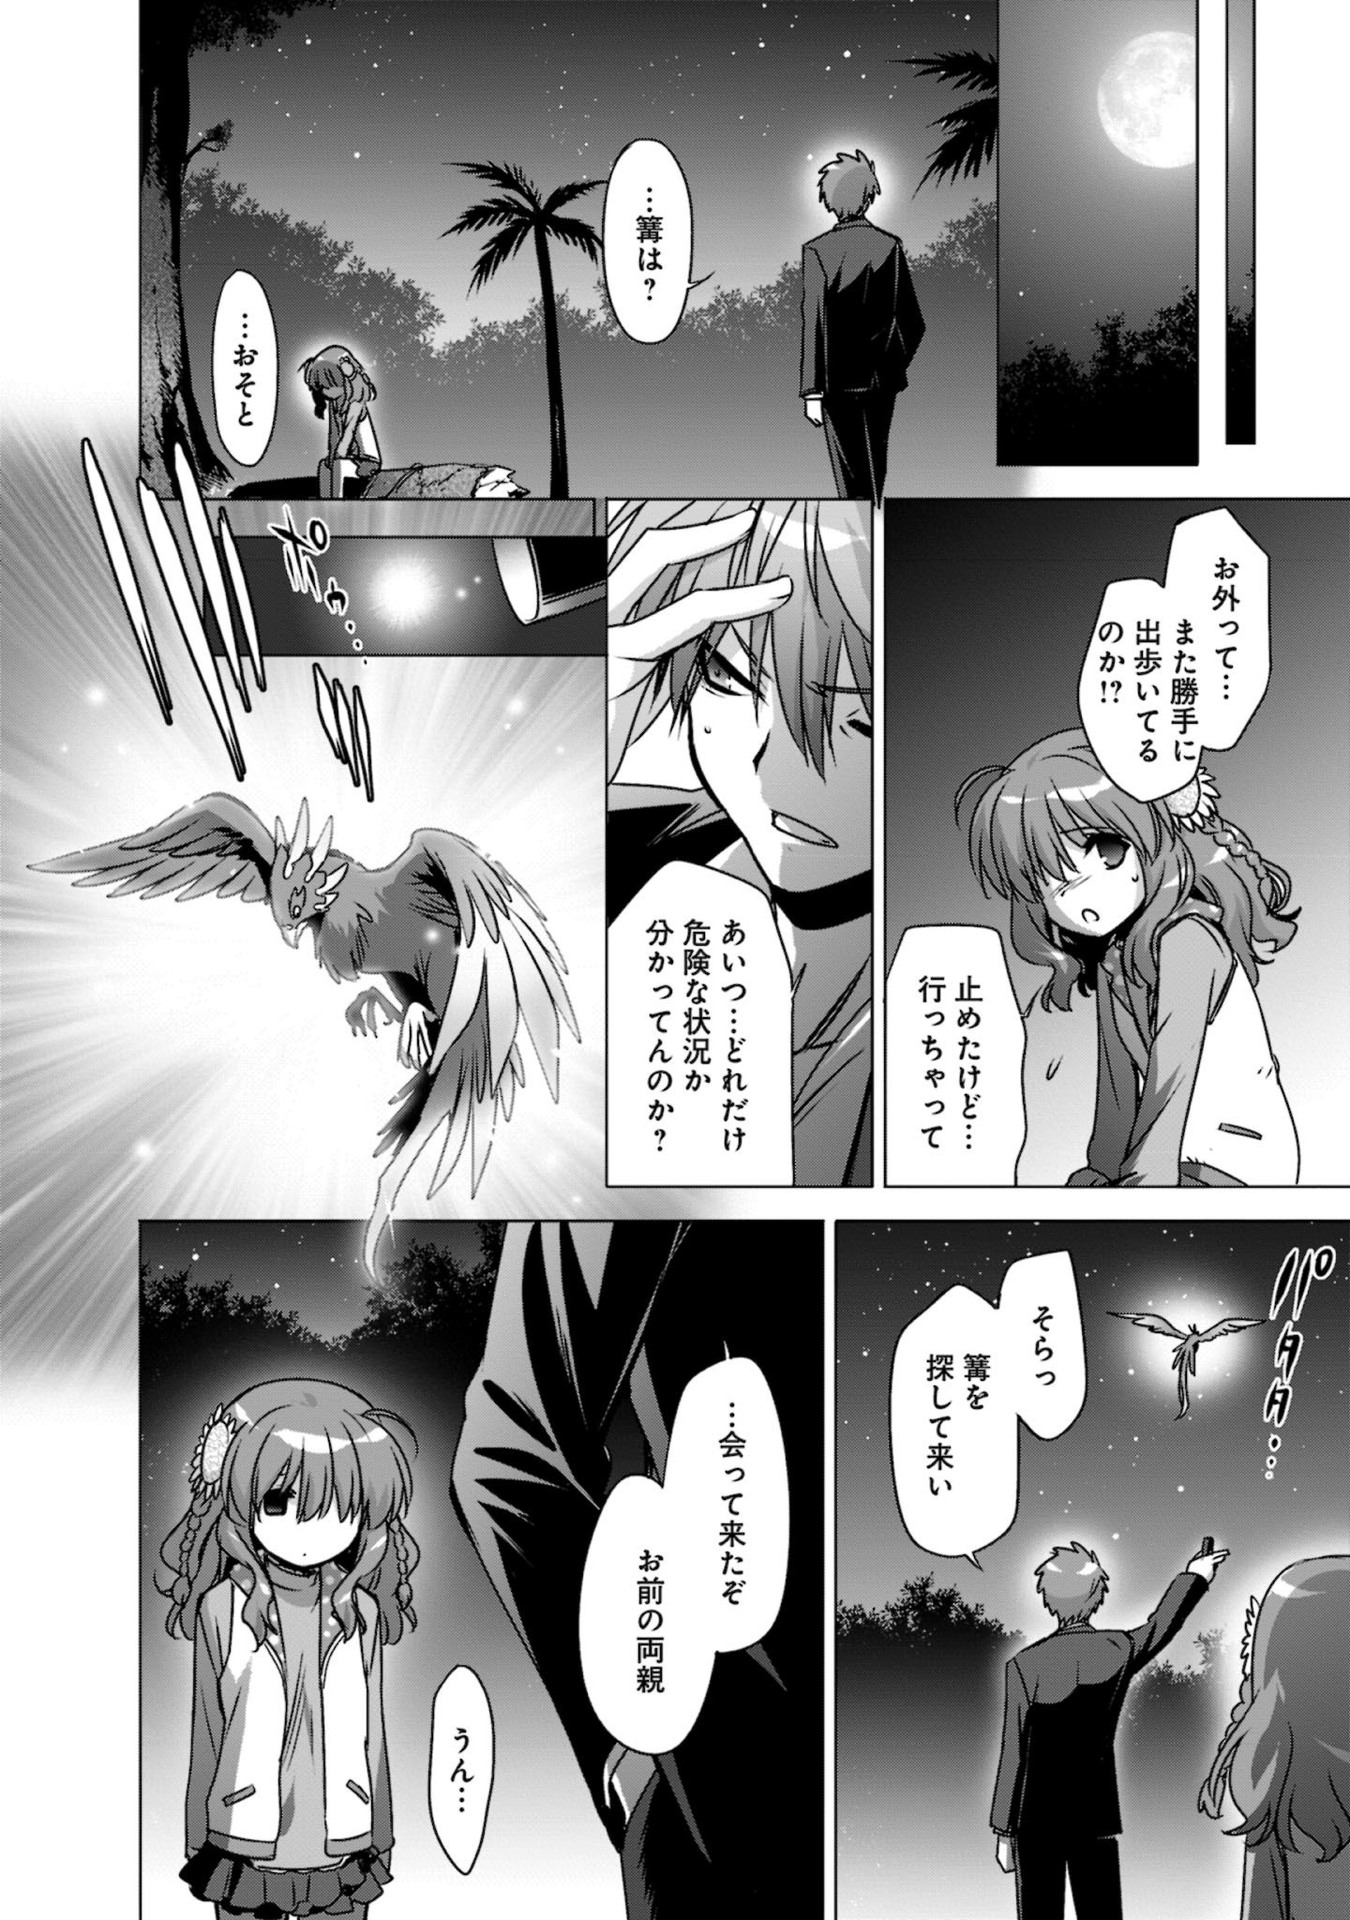 …篝は?
…おそと
お外って…
また勝手に
出歩いてる
のか!?
止めたけど…
行っちゃって
あいつ…どれだけ
危険な状況か
分かってんのか?
ポゥ…
パタタ…
そらっ
篝を
探して来い
…会って来たぞ
お前の両親
うん…